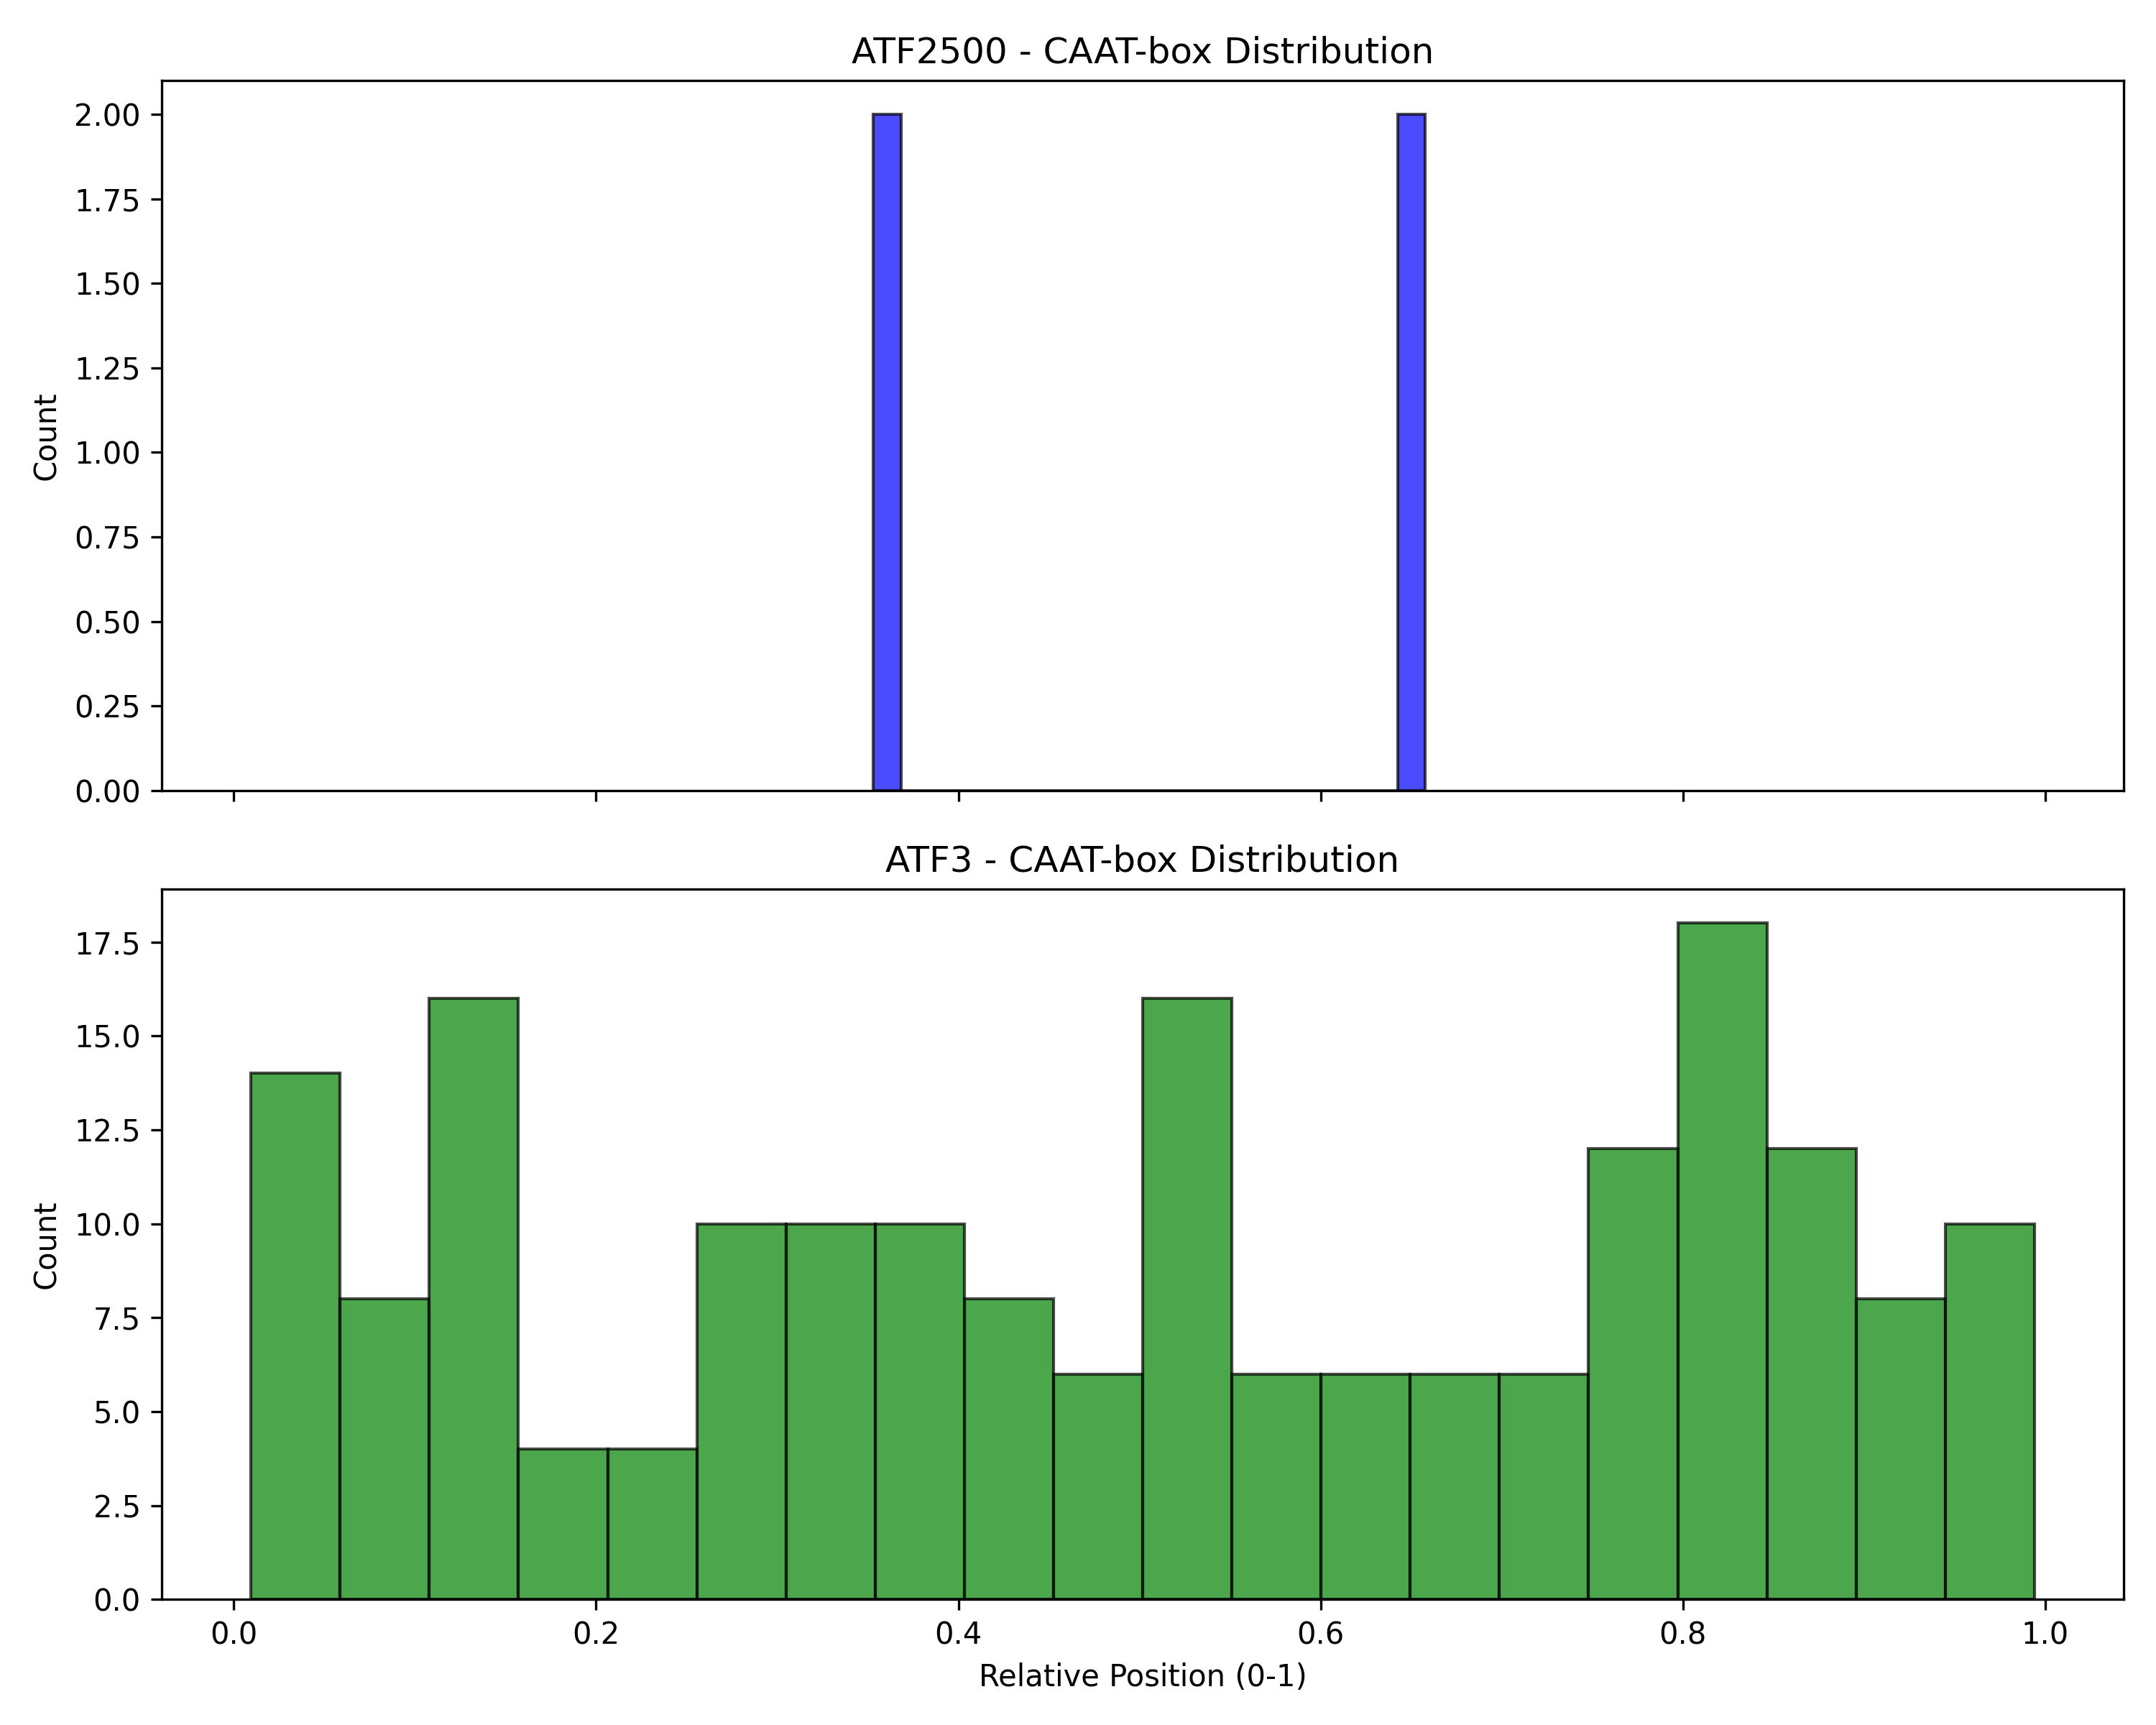 ATF2500 - CAAT-box Distribution
2.00
1.75
1.50
1.25
1.00
0.75
0.50
0.25
0.00
Count
ATF3 - CAAT-box Distribution
17.5
15.0
12.5
10.0
7.5
5.0
2.5
0.0
Count
0.0 0.2 0.4 0.6 0.8 1.0
Relative Position (0-1)